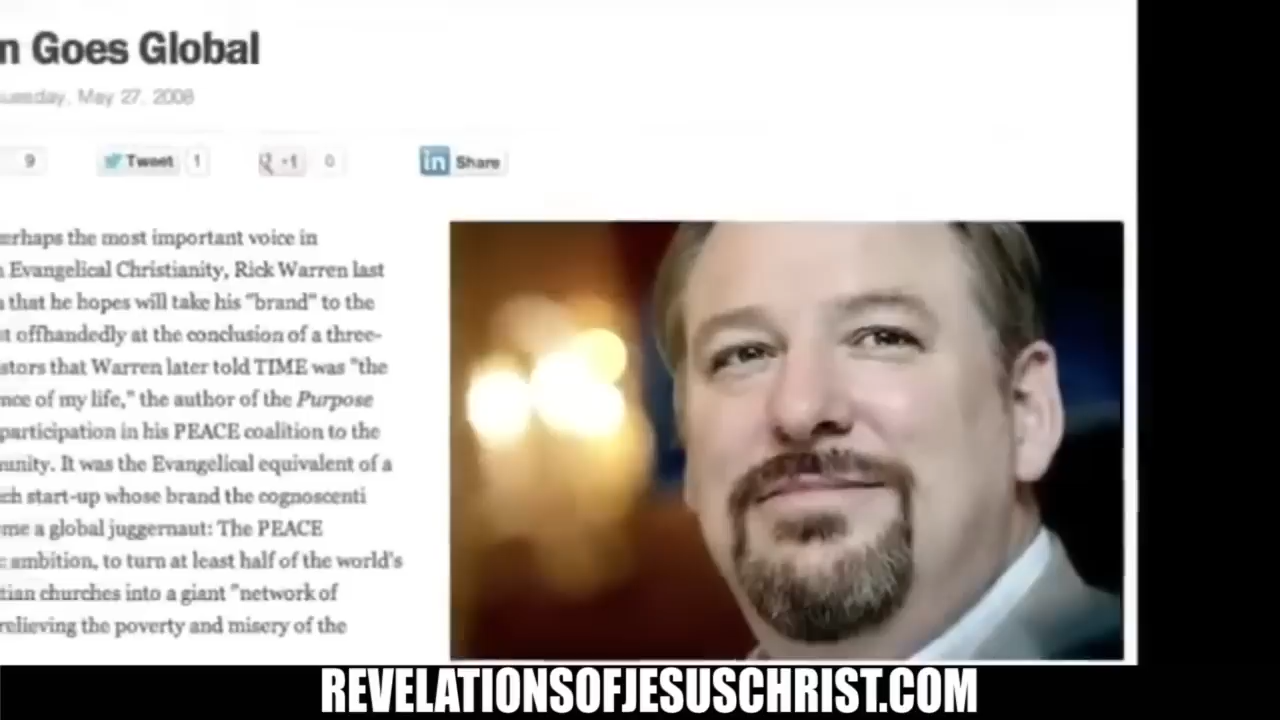 n Goes Global
uesday, May 27, 2008
9
Tweet
1
+1
0
in Share
erhaps the most important voice in
Evangelical Christianity, Rick Warren last
that he hopes will take his "brand" to the
st offhandedly at the conclusion of a three-
stors that Warren later told TIME was "the
nce of my life," the author of the Purpose
participation in his PEACE coalition to the
unity. It was the Evangelical equivalent of a
ch start-up whose brand the cognoscenti
me a global juggernaut: The PEACE
ambition, to turn at least half of the world's
tian churches into a giant "network of
relieving the poverty and misery of the
REVELATIONSOFJESUSCHRIST.COM